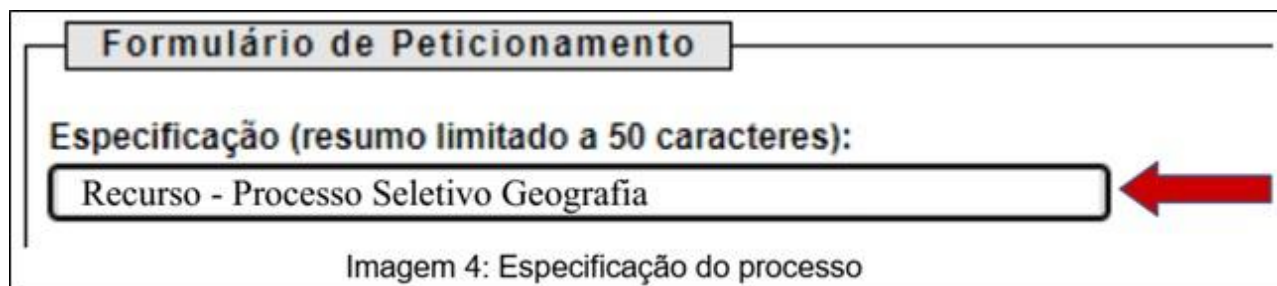 Formulário de Peticionamento
Especificação (resumo limitado a 50 caracteres):
Recurso - Processo Seletivo Geografia
Imagem 4: Especificação do processo